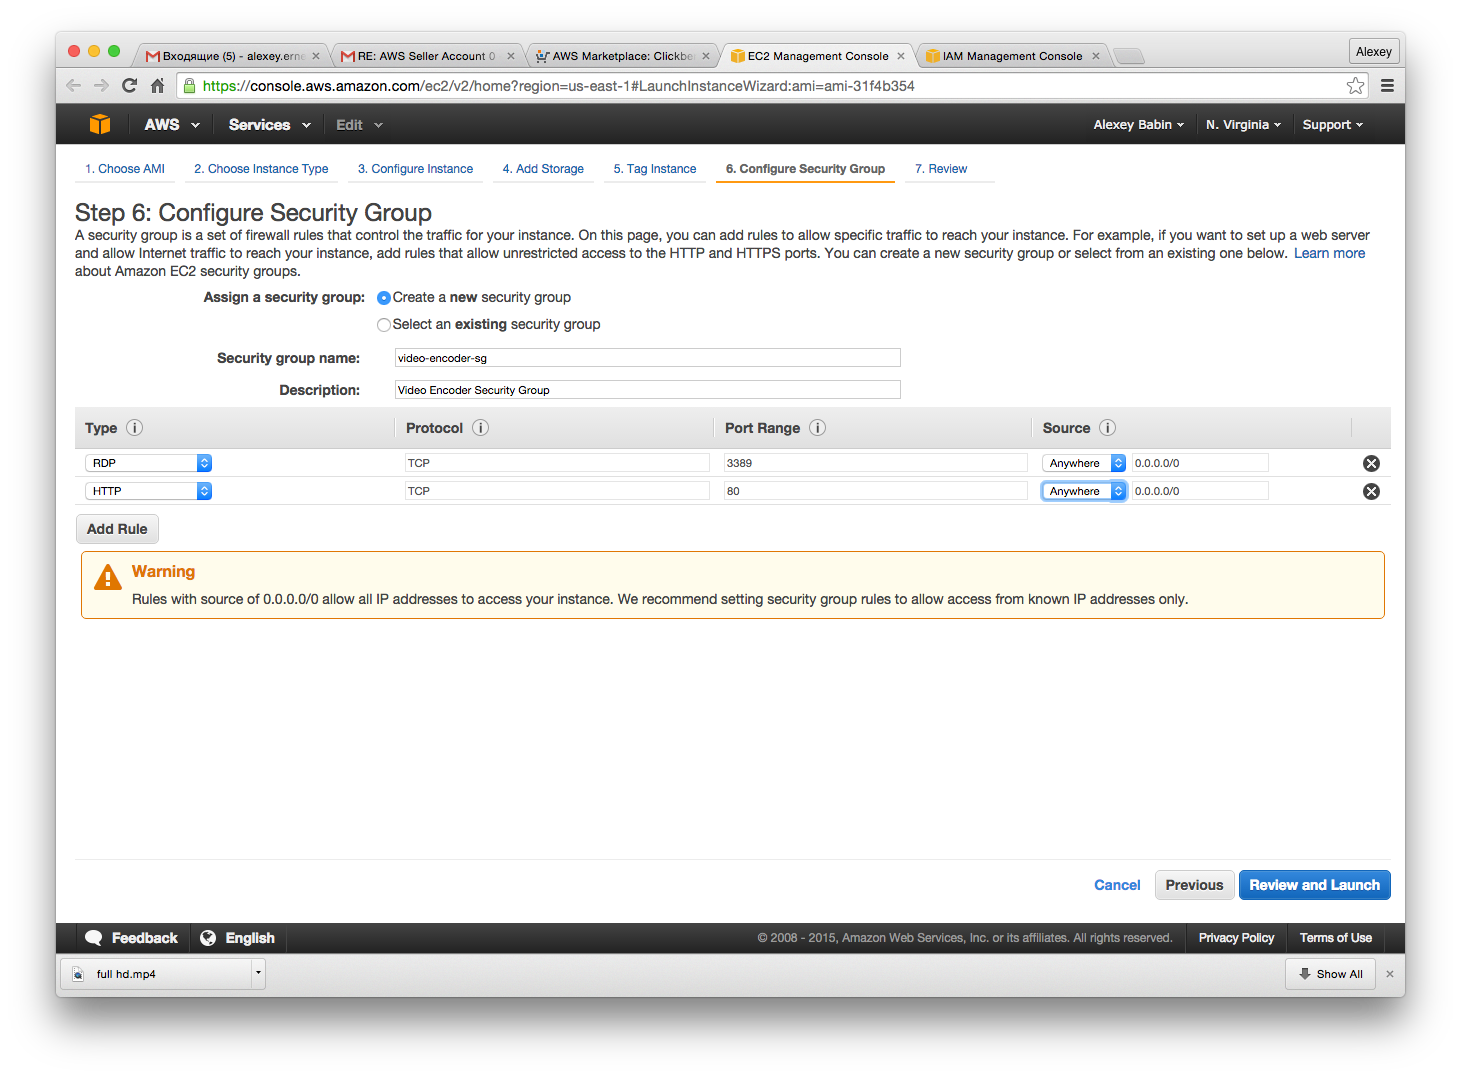 Входящие (5) - alexey.erne
RE: AWS Seller Account 0
AWS Marketplace: Clickbe
EC2 Management Console
IAM Management Console
Alexey
https://console.aws.amazon.com/ec2/v2/home?region=us-east-1#LaunchInstanceWizard:ami=ami-31f4b354
AWS Services Edit Alexey Babin N. Virginia Support
1. Choose AMI 2. Choose Instance Type 3. Configure Instance 4. Add Storage 5. Tag Instance 6. Configure Security Group 7. Review
Step 6: Configure Security Group
A security group is a set of firewall rules that control the traffic for your instance. On this page, you can add rules to allow specific traffic to reach your instance. For example, if you want to set up a web server
and allow Internet traffic to reach your instance, add rules that allow unrestricted access to the HTTP and HTTPS ports. You can create a new security group or select from an existing one below. Learn more
about Amazon EC2 security groups.
Assign a security group: Create a new security group
Select an existing security group
Security group name: video-encoder-sg
Description: Video Encoder Security Group
Type i Protocol i Port Range i Source i
RDP TCP 3389 Anywhere 0.0.0.0/0
HTTP TCP 80 Anywhere 0.0.0.0/0
Add Rule
Warning
Rules with source of 0.0.0.0/0 allow all IP addresses to access your instance. We recommend setting security group rules to allow access from known IP addresses only.
Cancel Previous Review and Launch
Feedback English © 2008 - 2015, Amazon Web Services, Inc. or its affiliates. All rights reserved. Privacy Policy Terms of Use
full hd.mp4 Show All